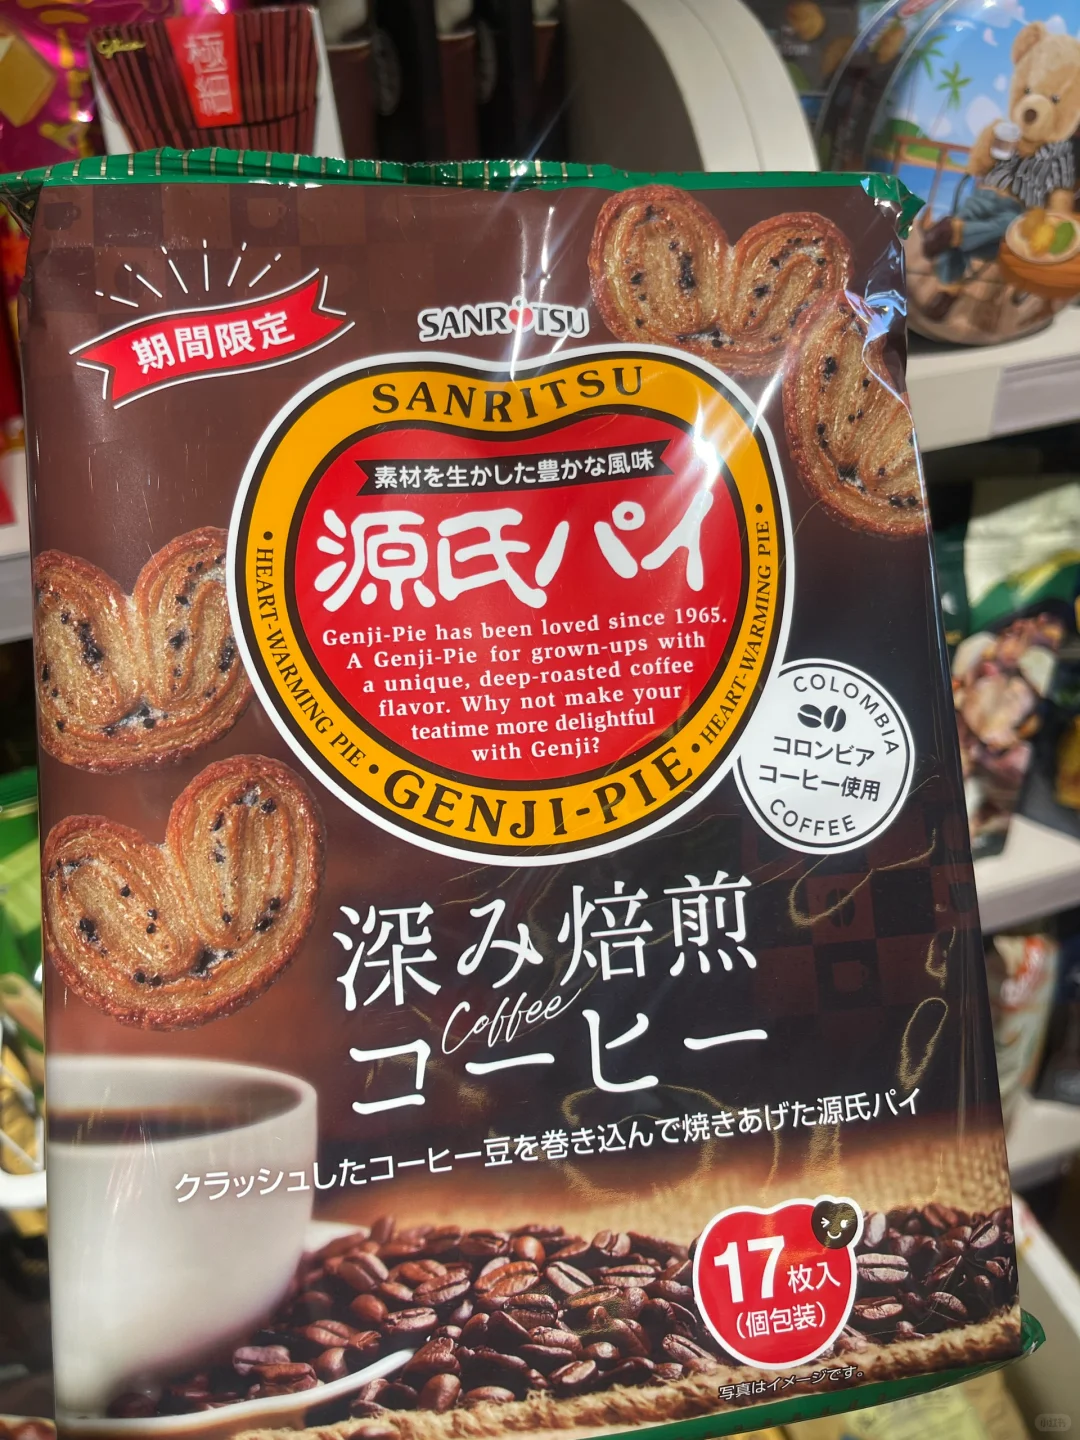 Glico
極細
期間限定
SANRITSU
SANRITSU
素材を生かした豊かな風味
源氏パイ
Genji-Pie has been loved since 1965.
A Genji-Pie for grown-ups with
a unique, deep-roasted coffee
flavor. Why not make your
teatime more delightful
with Genji?
• HEART-WARMING PIE •
GENJI-PIE
• HEART-WARMING PIE •
COLOMBIA
コロンビア
コーヒー使用
COFFEE
深み焙煎
Coffee
コーヒー
クラッシュしたコーヒー豆を巻き込んで焼きあげた源氏パイ
17枚入
(個包装)
写真はイメージです。
小红书